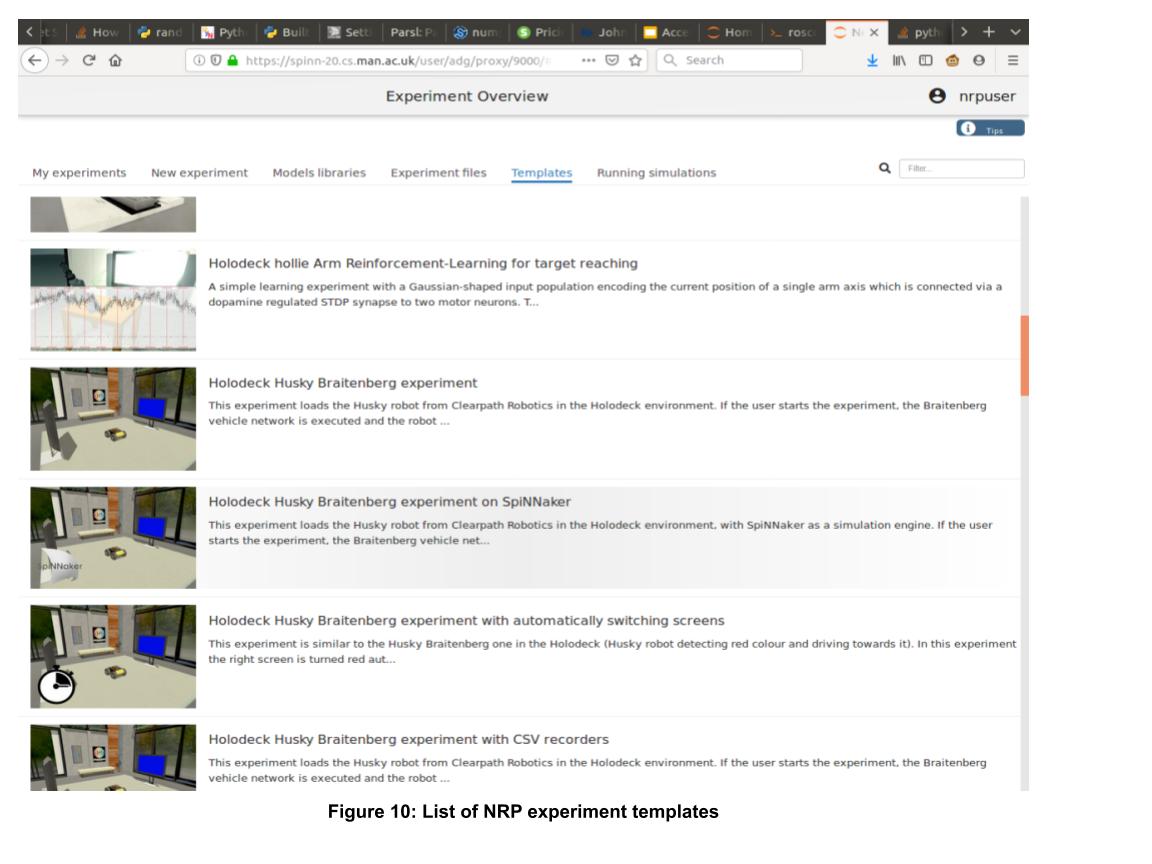 How
rand
Pyth
Buil
Sett
Parsl: P
num
Prici
John
Acce
Hom
rosc
N
pyth
https://spinn-20.cs.man.ac.uk/user/adg/proxy/9000/#
Search
Experiment Overview
nrpuser
Tips
My experiments New experiment Models libraries Experiment files Templates Running simulations
Filter...
Holodeck hollie Arm Reinforcement-Learning for target reaching
A simple learning experiment with a Gaussian-shaped input population encoding the current position of a single arm axis which is connected via a
dopamine regulated STDP synapse to two motor neurons. T...
Holodeck Husky Braitenberg experiment
This experiment loads the Husky robot from Clearpath Robotics in the Holodeck environment. If the user starts the experiment, the Braitenberg
vehicle network is executed and the robot ...
Holodeck Husky Braitenberg experiment on SpiNNaker
This experiment loads the Husky robot from Clearpath Robotics in the Holodeck environment, with SpiNNaker as a simulation engine. If the user
starts the experiment, the Braitenberg vehicle net...
SpiNNaker
Holodeck Husky Braitenberg experiment with automatically switching screens
This experiment is similar to the Husky Braitenberg one in the Holodeck (Husky robot detecting red colour and driving towards it). In this experiment
the right screen is turned red aut...
Holodeck Husky Braitenberg experiment with CSV recorders
This experiment loads the Husky robot from Clearpath Robotics in the Holodeck environment. If the user starts the experiment, the Braitenberg
vehicle network is executed and the robot ...
Figure 10: List of NRP experiment templates